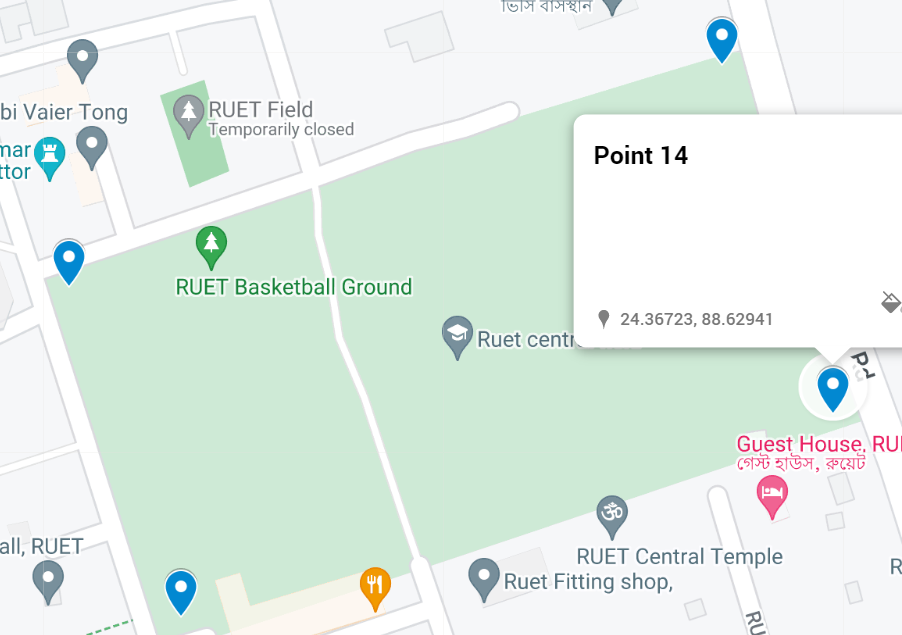 ভিসি বাসস্থান
bi Vaier Tong
RUET Field
Temporarily closed
mar
ttor
Point 14
RUET Basketball Ground
24.36723, 88.62941
Ruet centr
Rd
Guest House, RUE
গেস্ট হাউস, রুয়েট
all, RUET
RUET Central Temple
Ruet Fitting shop,
R
RU